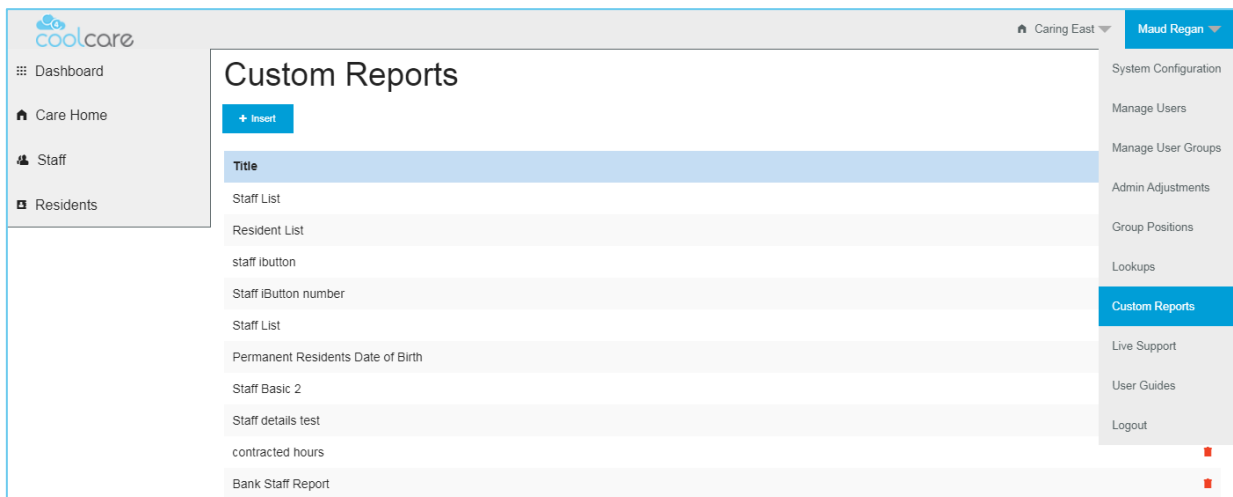 4
coolcare
Caring East
Maud Regan
Dashboard
Care Home
Staff
Residents
Custom Reports
+ Insert
Title
Staff List
Resident List
staff ibutton
Staff iButton number
Staff List
Permanent Residents Date of Birth
Staff Basic 2
Staff details test
contracted hours
Bank Staff Report
System Configuration
Manage Users
Manage User Groups
Admin Adjustments
Group Positions
Lookups
Custom Reports
Live Support
User Guides
Logout